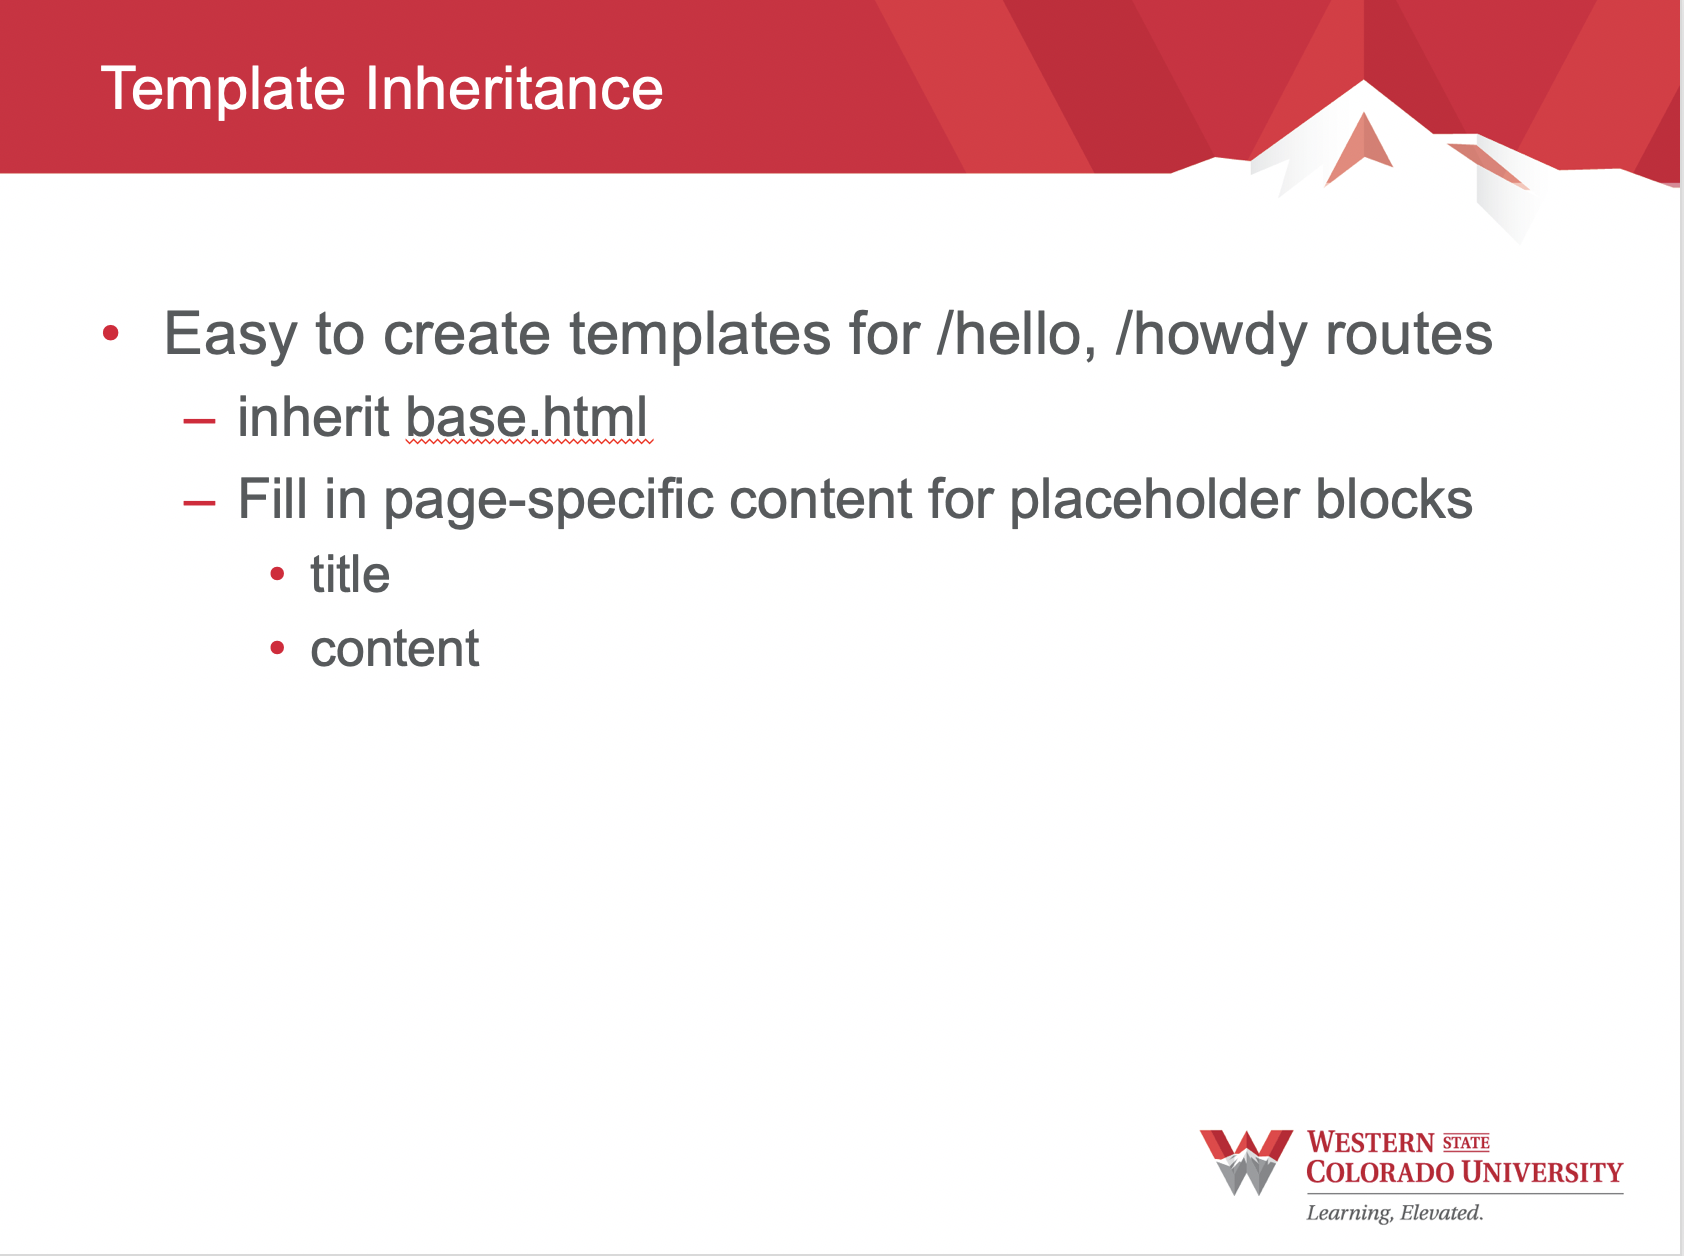 Template Inheritance
• Easy to create templates for /hello, /howdy routes
– inherit base.html
– Fill in page-specific content for placeholder blocks
• title
• content
WESTERN STATE
COLORADO UNIVERSITY
Learning, Elevated.